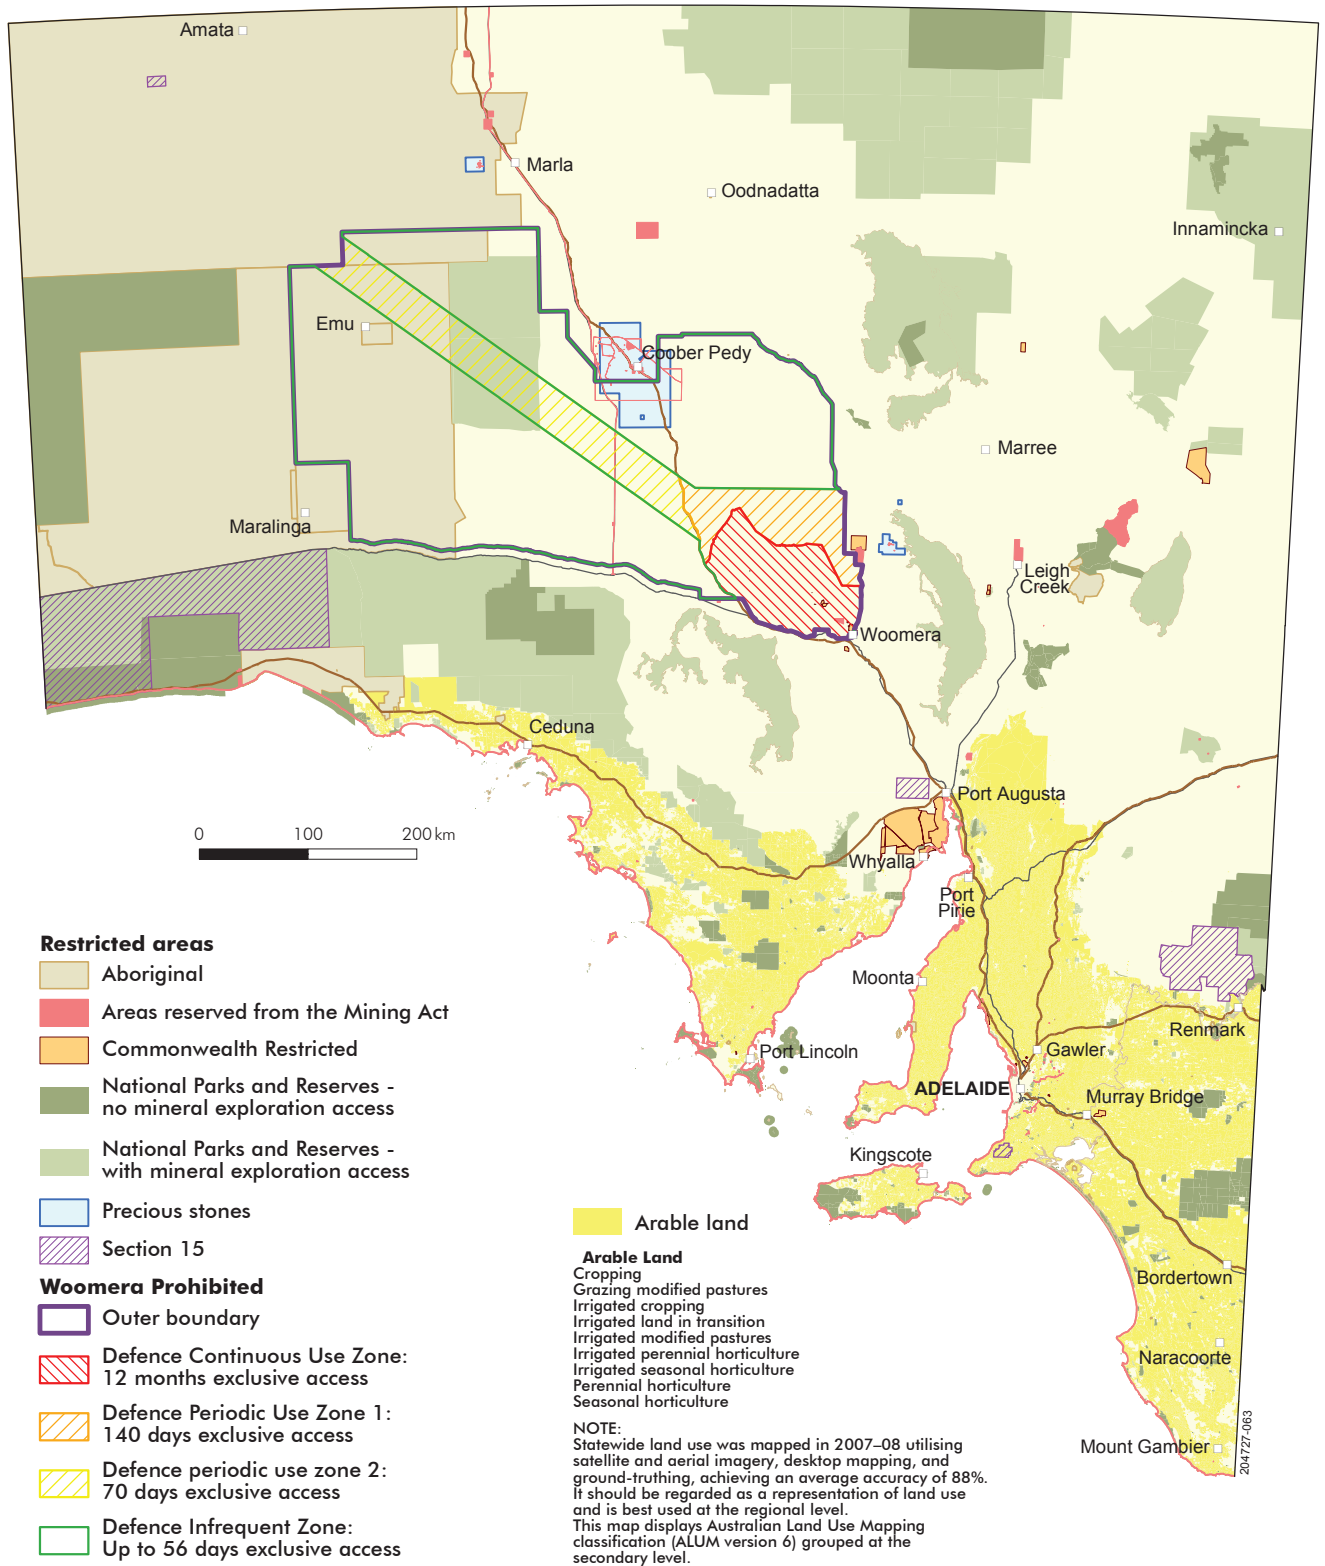 Amata
Marla
Oodnadatta
Innamincka
Emu
Coober Pedy
Marree
Maralinga
Leigh
Creek
Woomera
Ceduna
Port Augusta
0 100 200 km
Whyalla
Port
Pirie
Moonta
Renmark
Port Lincoln
Gawler
ADELAIDE
Murray Bridge
Kingscote
Bordertown
Naracoorte
Mount Gambier
204727-063
Restricted areas
Aboriginal
Areas reserved from the Mining Act
Commonwealth Restricted
National Parks and Reserves -
no mineral exploration access
National Parks and Reserves -
with mineral exploration access
Precious stones
Section 15
Woomera Prohibited
Outer boundary
Defence Continuous Use Zone:
12 months exclusive access
Defence Periodic Use Zone 1:
140 days exclusive access
Defence periodic use zone 2:
70 days exclusive access
Defence Infrequent Zone:
Up to 56 days exclusive access
Arable land
Arable Land
Cropping
Grazing modified pastures
Irrigated cropping
Irrigated land in transition
Irrigated modified pastures
Irrigated perennial horticulture
Irrigated seasonal horticulture
Perennial horticulture
Seasonal horticulture
NOTE:
Statewide land use was mapped in 2007–08 utilising
satellite and aerial imagery, desktop mapping, and
ground-truthing, achieving an average accuracy of 88%.
It should be regarded as a representation of land use
and is best used at the regional level.
This map displays Australian Land Use Mapping
classification (ALUM version 6) grouped at the
secondary level.